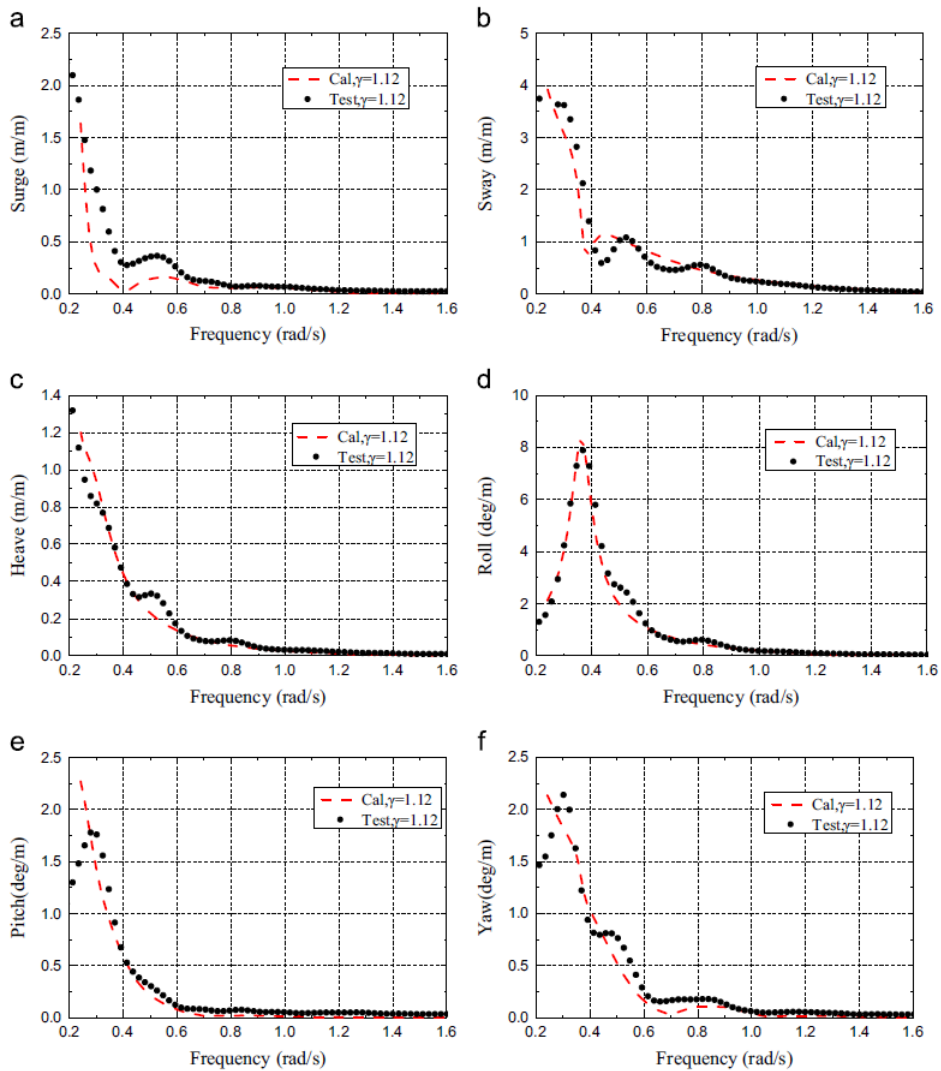 a
2.5
2.0
1.5
1.0
0.5
0.0
Surge (m/m)
Cal,γ=1.12
Test,γ=1.12
0.2 0.4 0.6 0.8 1.0 1.2 1.4 1.6
Frequency (rad/s)
b
5
4
3
2
1
0
Sway (m/m)
Cal,γ=1.12
Test,γ=1.12
0.2 0.4 0.6 0.8 1.0 1.2 1.4 1.6
Frequency (rad/s)
c
1.4
1.2
1.0
0.8
0.6
0.4
0.2
0.0
Heave (m/m)
Cal,γ=1.12
Test,γ=1.12
0.2 0.4 0.6 0.8 1.0 1.2 1.4 1.6
Frequency (rad/s)
d
10
8
6
4
2
0
Roll (deg/m)
Cal,γ=1.12
Test,γ=1.12
0.2 0.4 0.6 0.8 1.0 1.2 1.4 1.6
Frequency (rad/s)
e
2.5
2.0
1.5
1.0
0.5
0.0
Pitch(deg/m)
Cal,γ=1.12
Test,γ=1.12
0.2 0.4 0.6 0.8 1.0 1.2 1.4 1.6
Frequency (rad/s)
f
2.5
2.0
1.5
1.0
0.5
0.0
Yaw(deg/m)
Cal,γ=1.12
Test,γ=1.12
0.2 0.4 0.6 0.8 1.0 1.2 1.4 1.6
Frequency (rad/s)